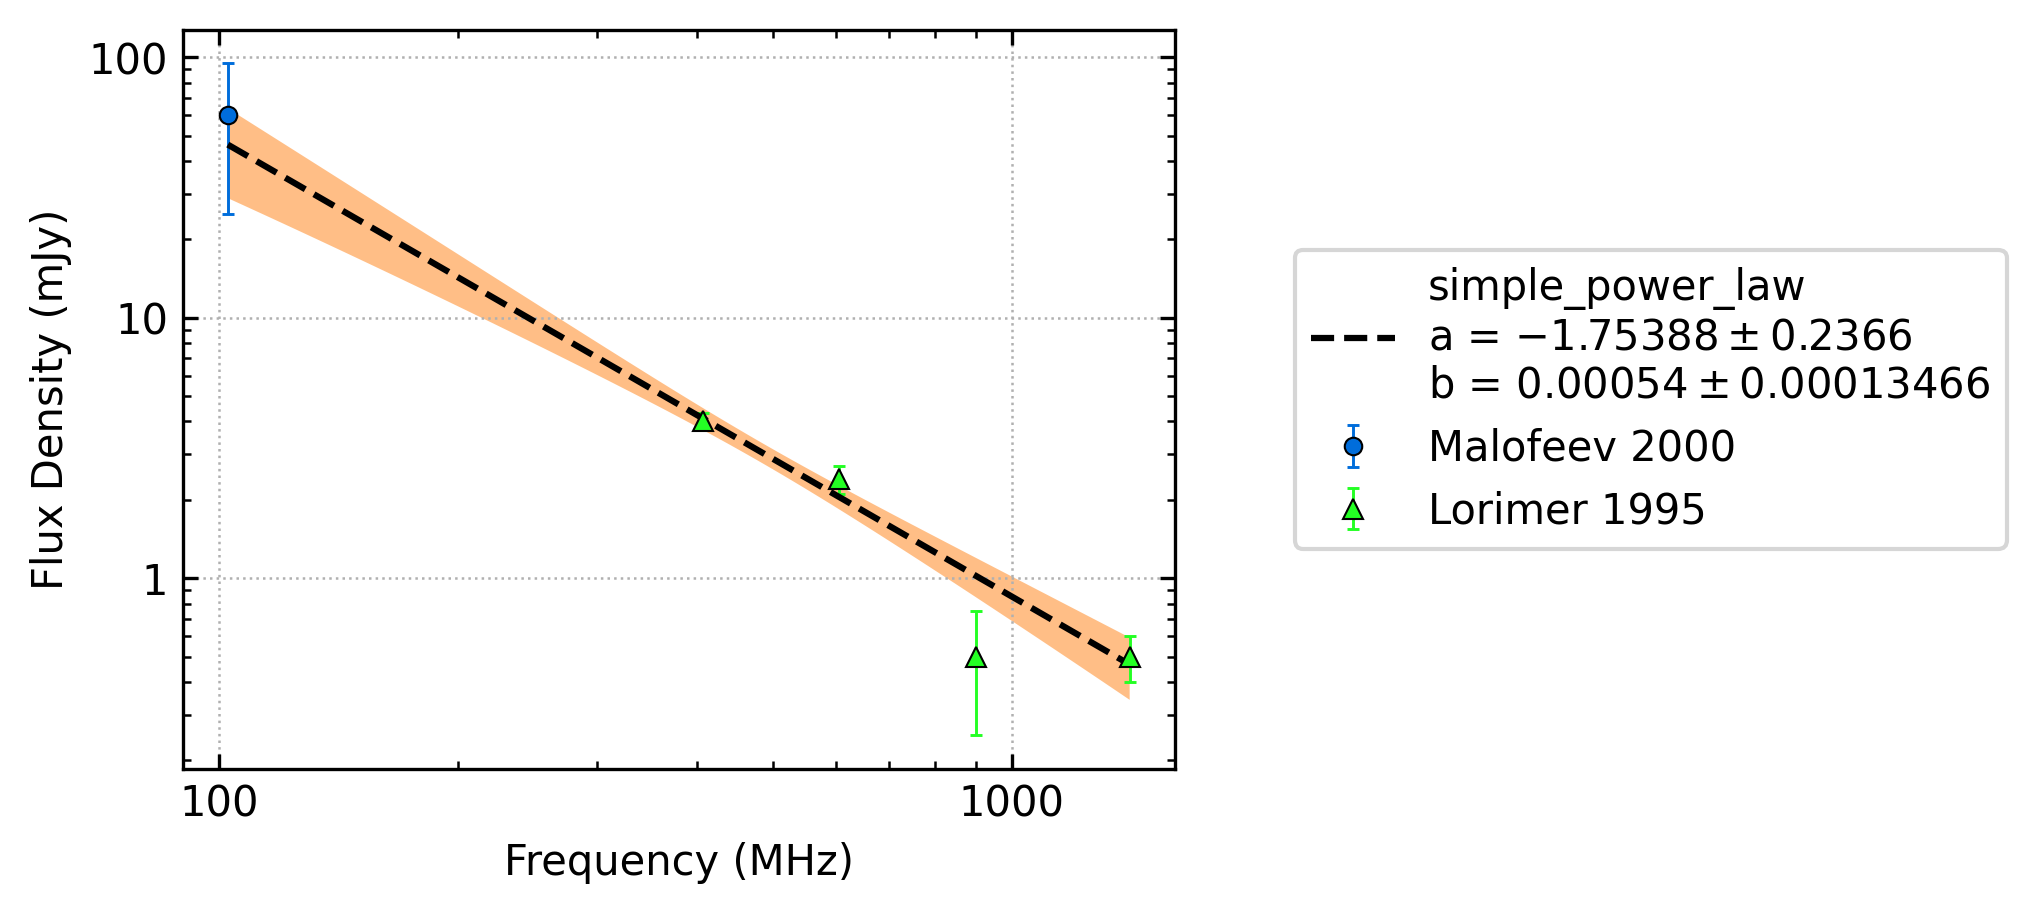 100
10
1
Flux Density (mJy)
100
1000
Frequency (MHz)
simple_power_law
a = −1.75388 ± 0.2366
b = 0.00054 ± 0.00013466
Malofeev 2000
Lorimer 1995